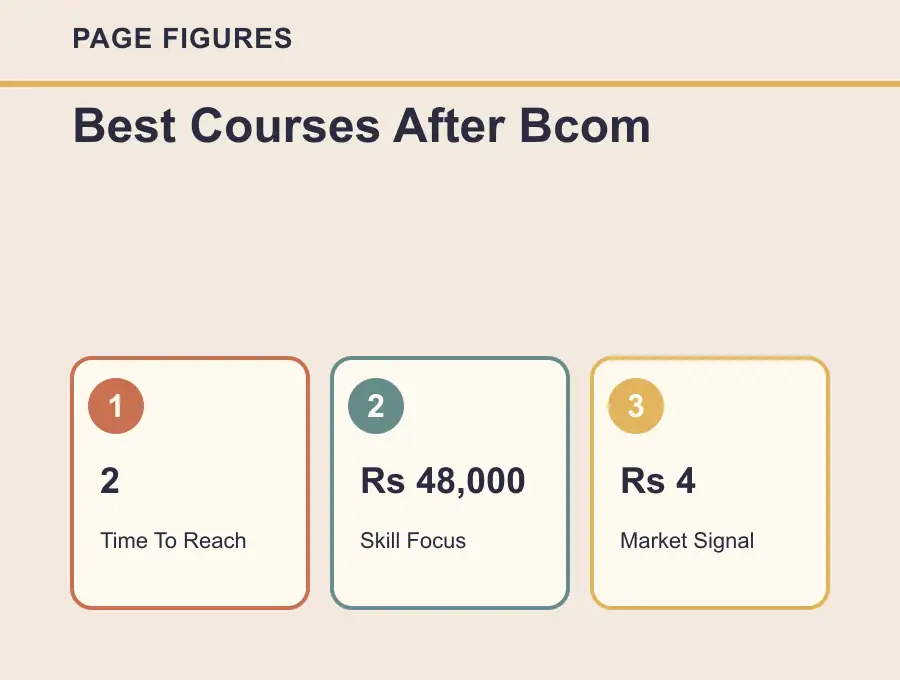 PAGE FIGURES
Best Courses After Bcom
1
2
Time To Reach
2
Rs 48,000
Skill Focus
3
Rs 4
Market Signal